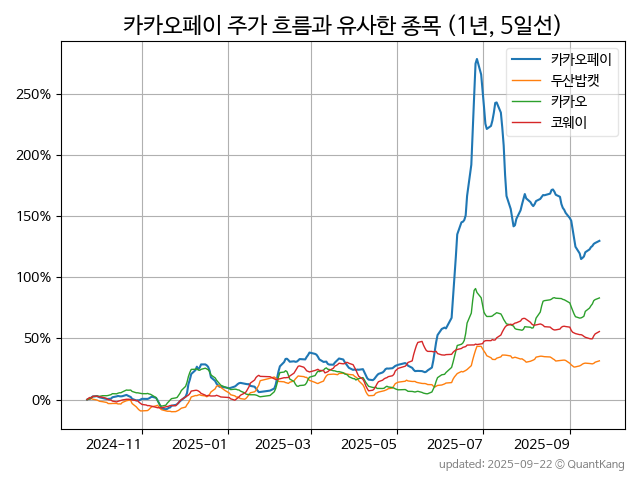 카카오페이 주가 흐름과 유사한 종목 (1년, 5일선)
카카오페이
두산밥캣
카카오
코웨이
250%
200%
150%
100%
50%
0%
2024-11 2025-01 2025-03 2025-05 2025-07 2025-09
updated: 2025-09-22 © QuantKang